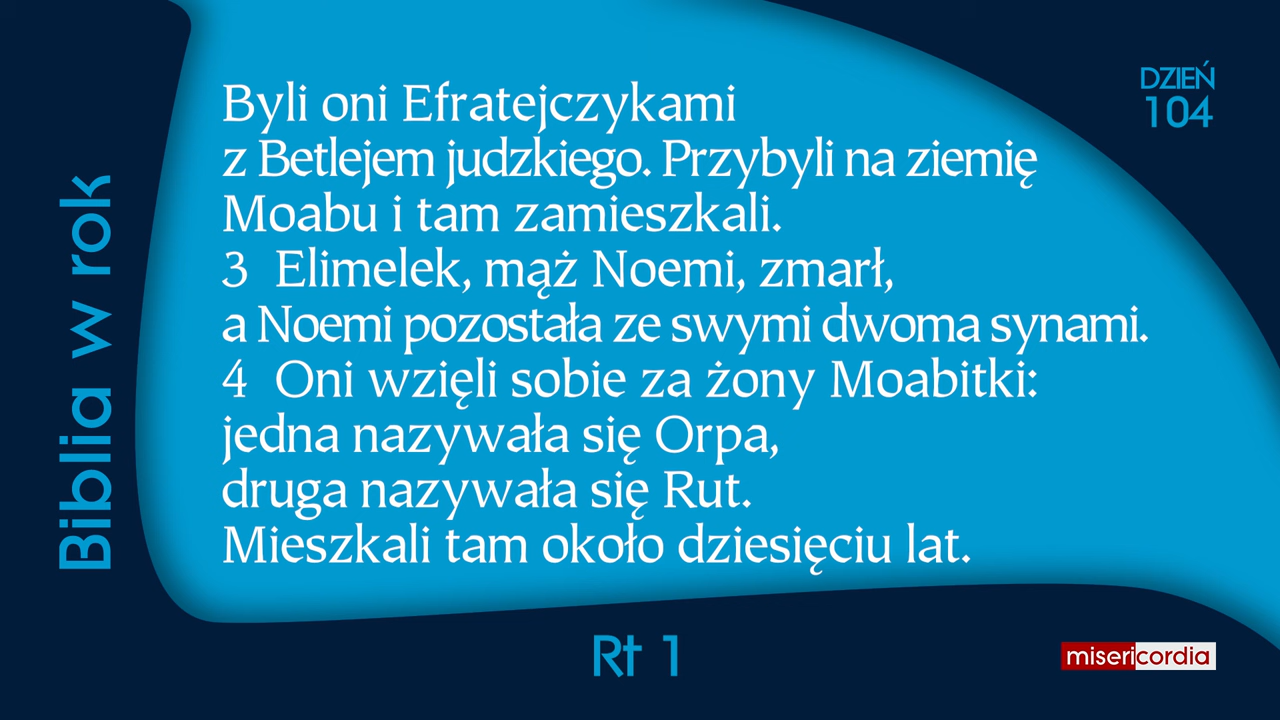 DZIEŃ
104
Byli oni Efratejczykami
z Betlejem judzkiego. Przybyli na ziemię
Moabu i tam zamieszkali.
3 Elimelek, mąż Noemi, zmarł,
a Noemi pozostała ze swymi dwoma synami.
4 Oni wzięli sobie za żony Moabitki:
jedna nazywała się Orpa,
druga nazywała się Rut.
Mieszkali tam około dziesięciu lat.
Biblia w rok
Rt 1
misericordia